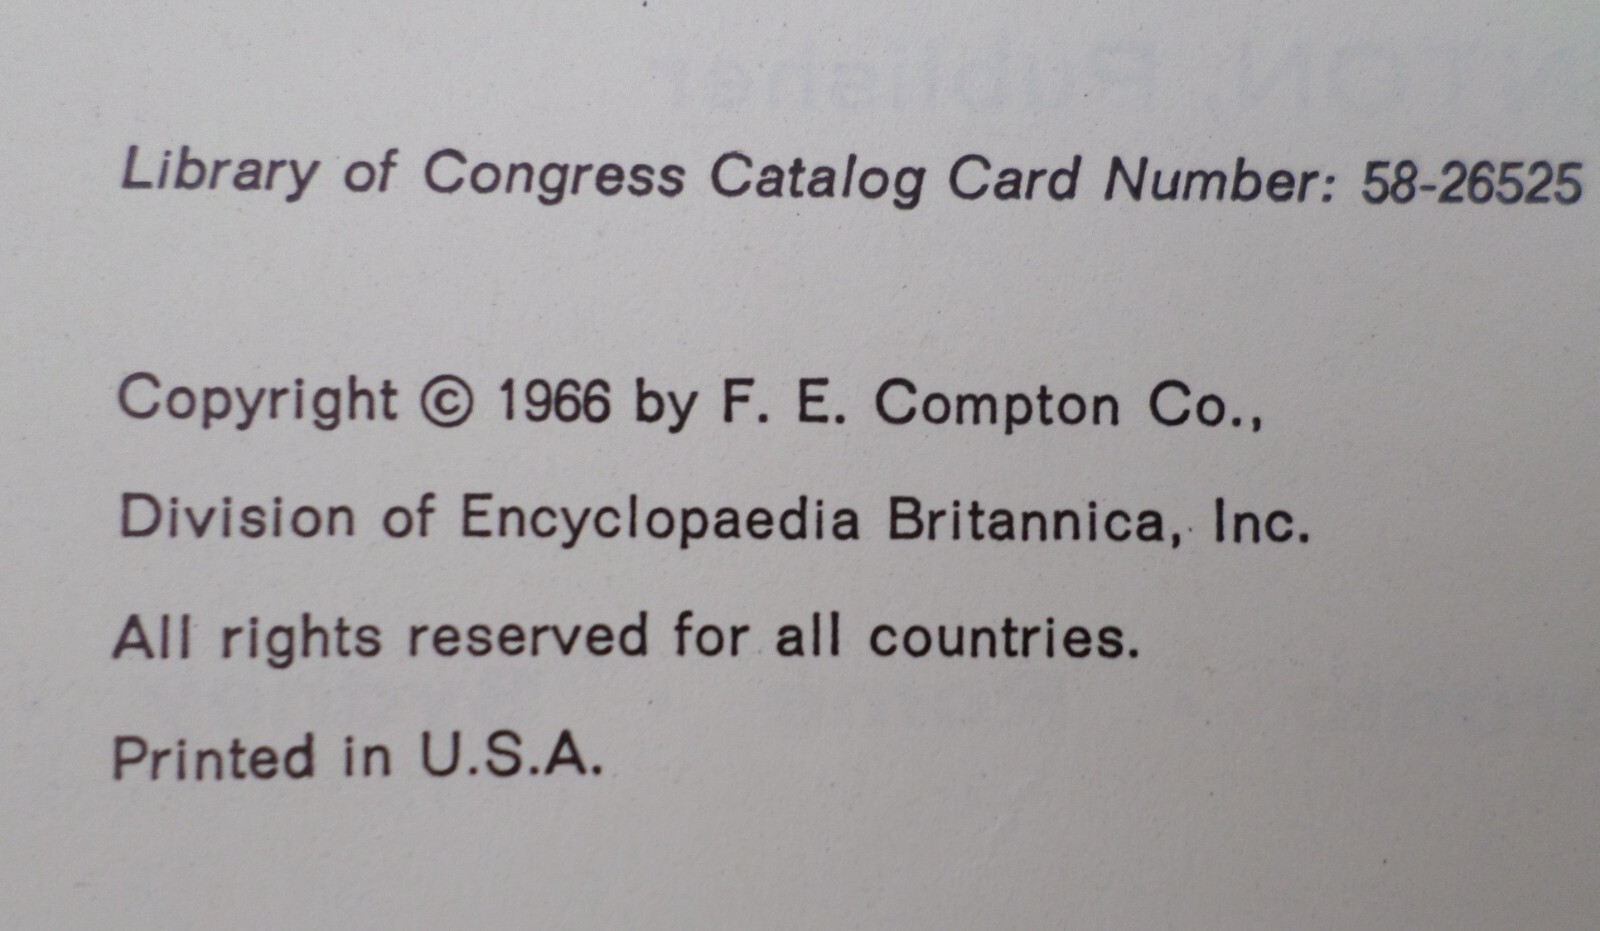 Library of Congress Catalog Card Number: 58-26525
Copyright © 1966 by F. E. Compton Co.,
Division of Encyclopaedia Britannica, Inc.
All rights reserved for all countries.
Printed in U.S.A.